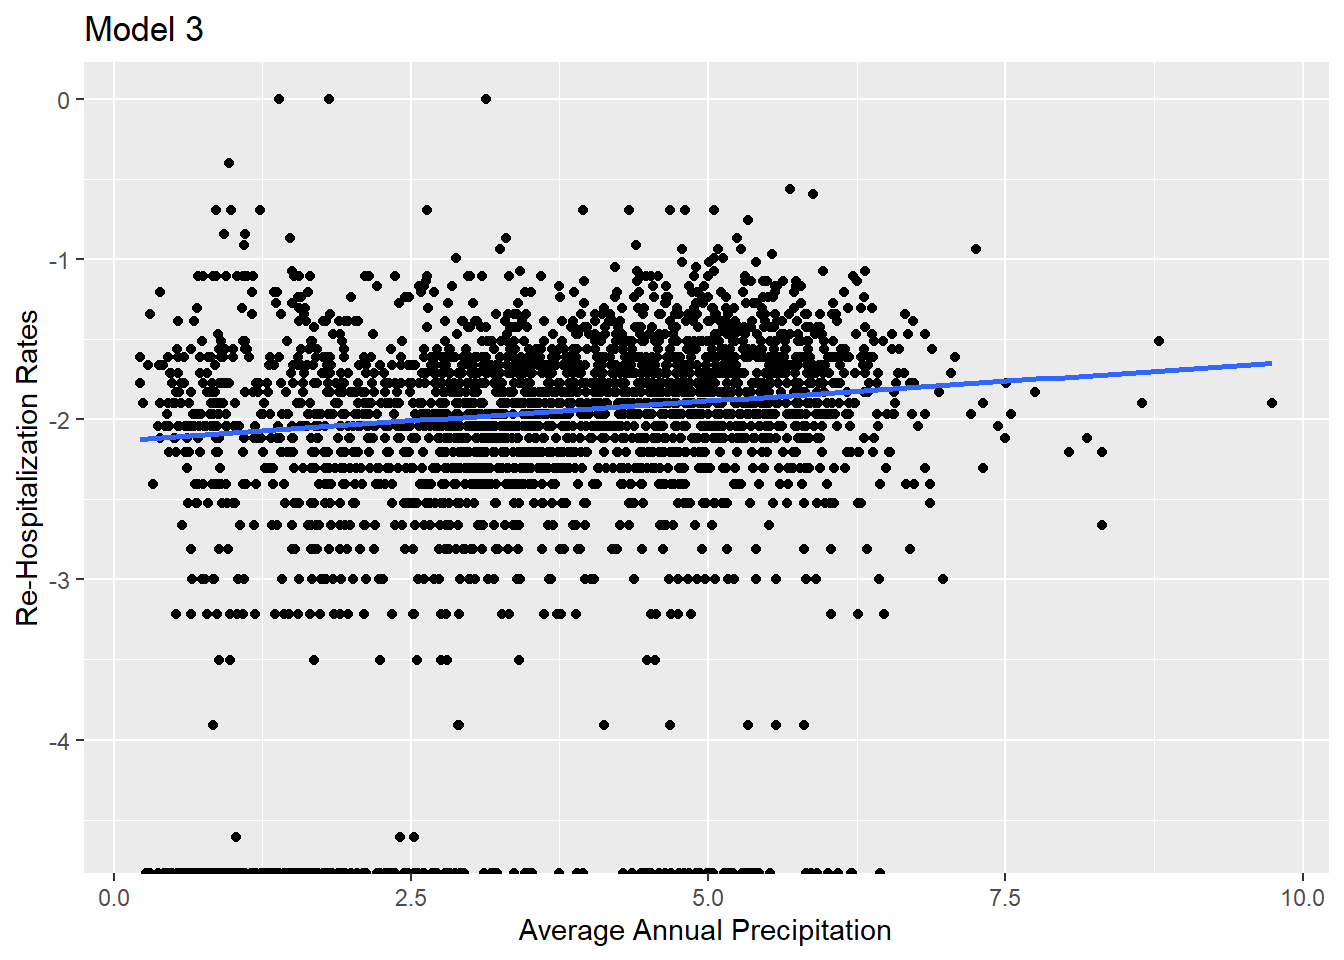 Model 3
0
-1
-2
-3
-4
Re-Hospitalization Rates
0.0 2.5 5.0 7.5 10.0
Average Annual Precipitation